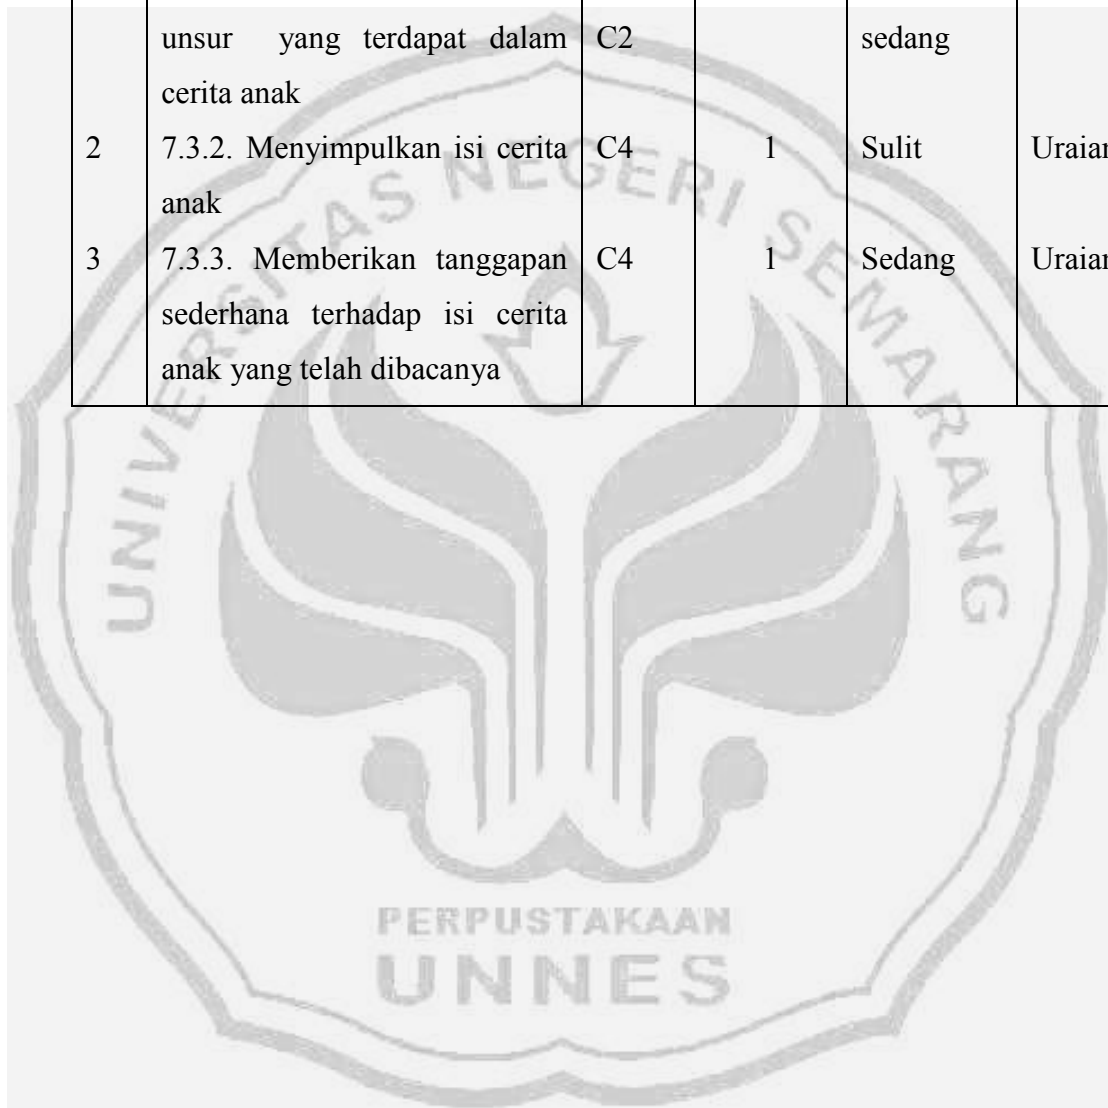 unsur yang terdapat dalam C2 sedang
cerita anak
2 7.3.2. Menyimpulkan isi cerita C4 1 Sulit Uraian
anak
3 7.3.3. Memberikan tanggapan C4 1 Sedang Uraian
sederhana terhadap isi cerita
anak yang telah dibacanya
UNIVERSITAS NEGERI SEMARANG
PERPUSTAKAAN
UNNES